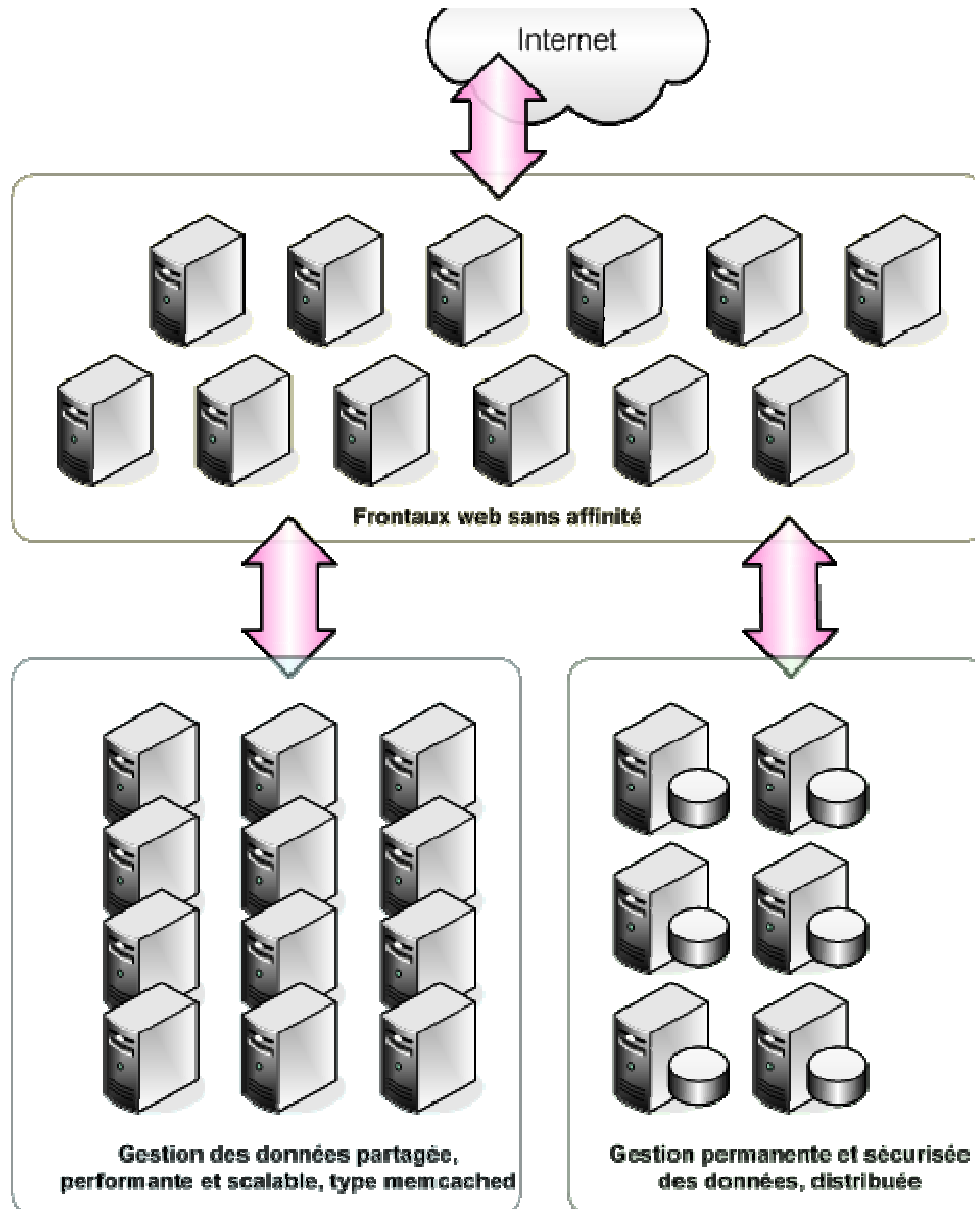 Internet
Frontaux web sans affinité
Gestion des données partagée,
performante et scalable, type memcached
Gestion permanente et sécurisée
des données, distribuée